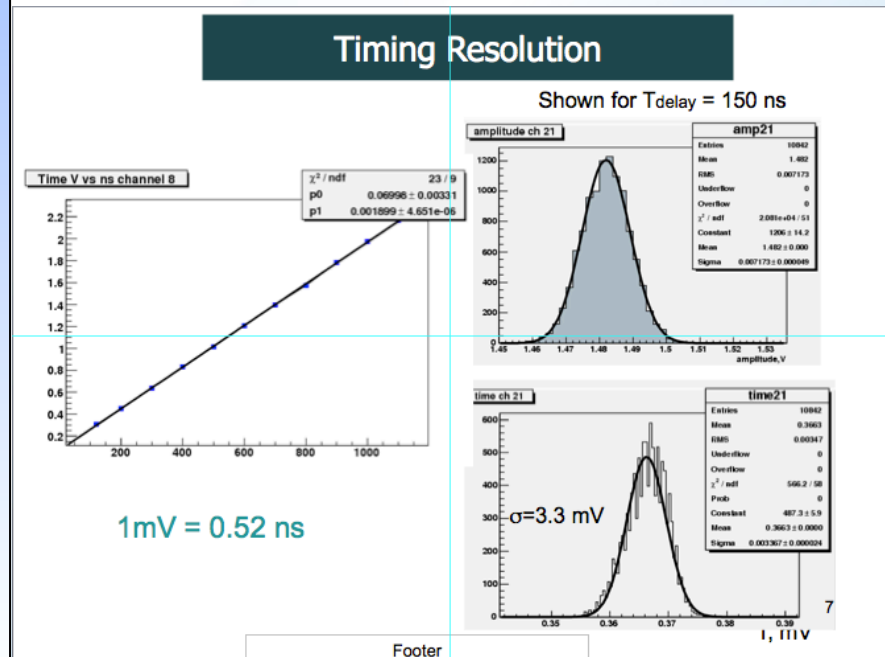 Timing Resolution
Shown for Tdelay = 150 ns
Time V vs ns channel 8
χ² / ndf 23 / 9
p0 0.06998 ± 0.00331
p1 0.001899 ± 4.651e-06
2.2
2
1.8
1.6
1.4
1.2
1
0.8
0.6
0.4
0.2
200 400 600 800 1000
1mV = 0.52 ns
amplitude ch 21
amp21
Entries 10842
Mean 1.482
RMS 0.007173
Underflow 0
Overflow 0
χ² / ndf 2.081e+04 / 51
Constant 1206 ± 14.2
Mean 1.482 ± 0.000
Sigma 0.007173 ± 0.000049
1200
1000
800
600
400
200
0
1.45 1.46 1.47 1.48 1.49 1.5 1.51 1.52 1.53
amplitude,V
time ch 21
time21
Entries 10842
Mean 0.3663
RMS 0.00347
Underflow 0
Overflow 0
χ² / ndf 566.2 / 58
Prob 0
Constant 487.3 ± 5.9
Mean 0.3663 ± 0.0000
Sigma 0.003367 ± 0.000024
600
500
400
300
200
100
0
σ=3.3 mV
0.35 0.36 0.37 0.38 0.39
7
T, mV
Footer